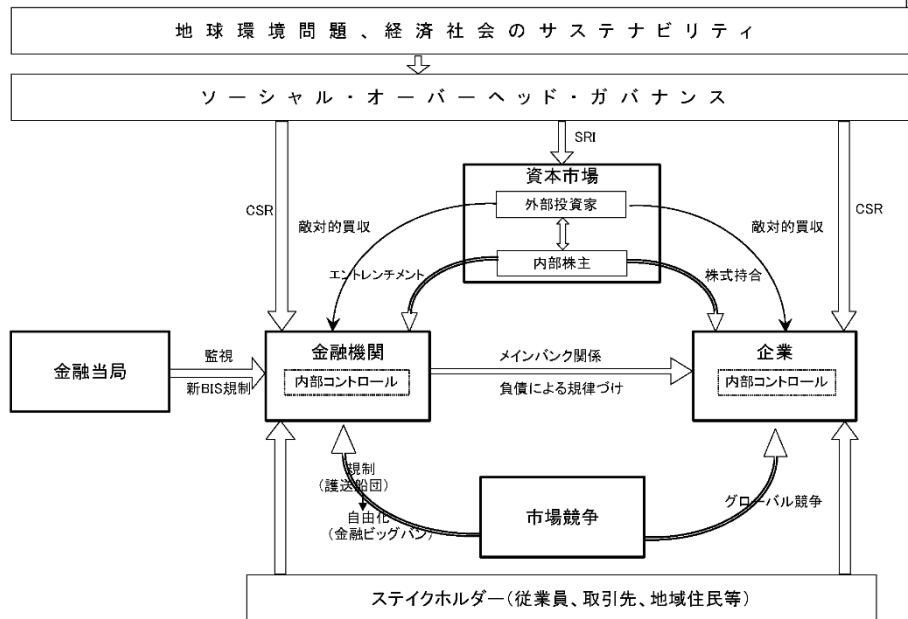 地球環境問題、経済社会のサステナビリティ
ソーシャル・オーバーヘッド・ガバナンス
SRI
資本市場
外部投資家
CSR
敵対的買収
敵対的買収
CSR
内部株主
エントレンチメント
株式持合
金融当局
監視
新BIS規制
金融機関
内部コントロール
メインバンク関係
負債による規律づけ
企業
内部コントロール
規制
(護送船団)
自由化
(金融ビッグバン)
市場競争
グローバル競争
ステイクホルダー(従業員、取引先、地域住民等)